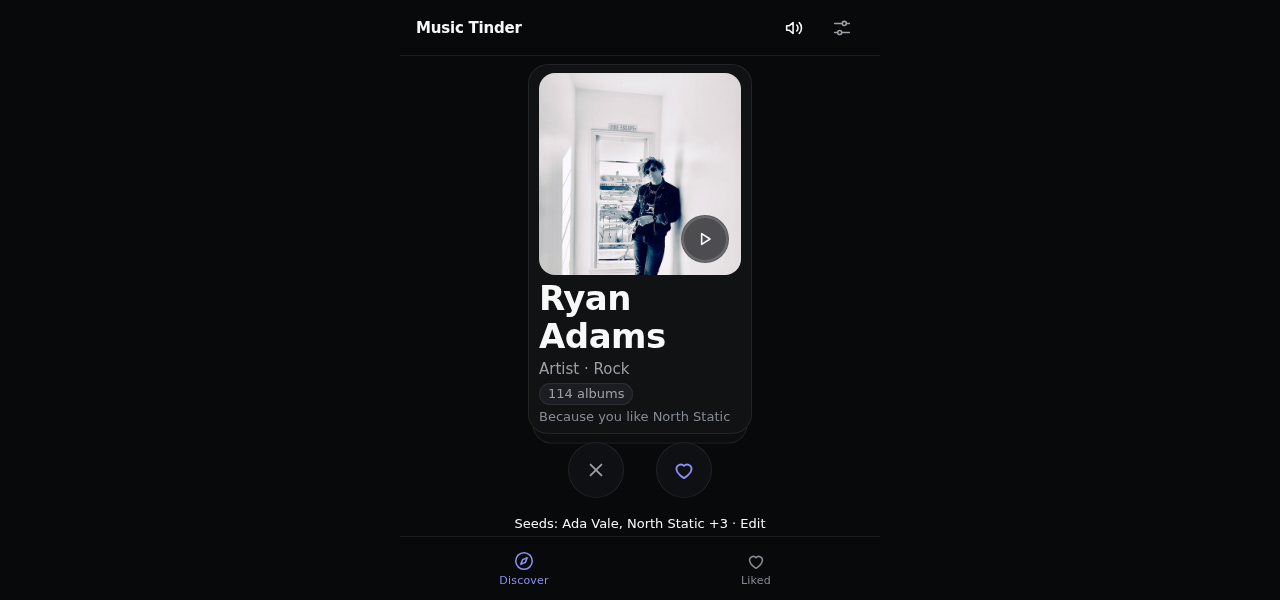 Music Tinder
Ryan
Adams
Artist · Rock
114 albums
Because you like North Static
Seeds: Ada Vale, North Static +3 · Edit
Discover
Liked